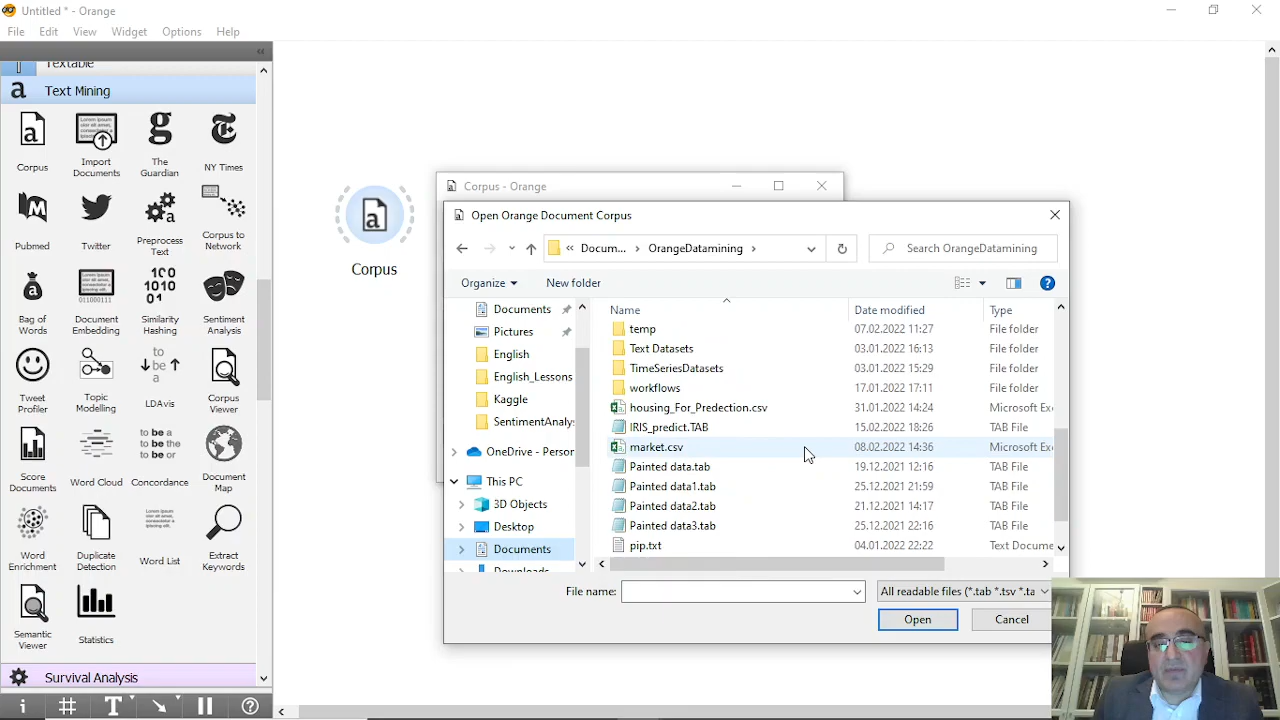 Untitled * - Orange
File Edit View Widget Options Help
Textable
Text Mining
Corpus
Import Documents
The Guardian
NY Times
Pubmed
Twitter
Preprocess Text
Corpus to Network
Bag of Words
Document Embedding
Similarity Hashing
Sentiment Analysis
Tweet Profiler
Topic Modelling
LDAvis
Corpus Viewer
Score Documents
Word Cloud
Concordance
Document Map
Word Enrichment
Duplicate Detection
Word List
Extract Keywords
Semantic Viewer
Statistics
Survival Analysis
Corpus
Corpus - Orange
Open Orange Document Corpus
« Docum... › OrangeDatamining ›
Search OrangeDatamining
Organize New folder
Documents
Pictures
English
English_Lessons
Kaggle
SentimentAnaly
OneDrive - Person
This PC
3D Objects
Desktop
Documents
Downloads
Name Date modified Type
temp 07.02.2022 11:27 File folder
Text Datasets 03.01.2022 16:13 File folder
TimeSeriesDatasets 03.01.2022 15:29 File folder
workflows 17.01.2022 17:11 File folder
housing_For_Predection.csv 31.01.2022 14:24 Microsoft Ex
IRIS_predict.TAB 15.02.2022 18:26 TAB File
market.csv 08.02.2022 14:36 Microsoft Ex
Painted data.tab 19.12.2021 12:16 TAB File
Painted data1.tab 25.12.2021 21:59 TAB File
Painted data2.tab 21.12.2021 14:17 TAB File
Painted data3.tab 25.12.2021 22:16 TAB File
pip.txt 04.01.2022 22:22 Text Docume
File name:
All readable files (*.tab *.tsv *.ta
Open Cancel